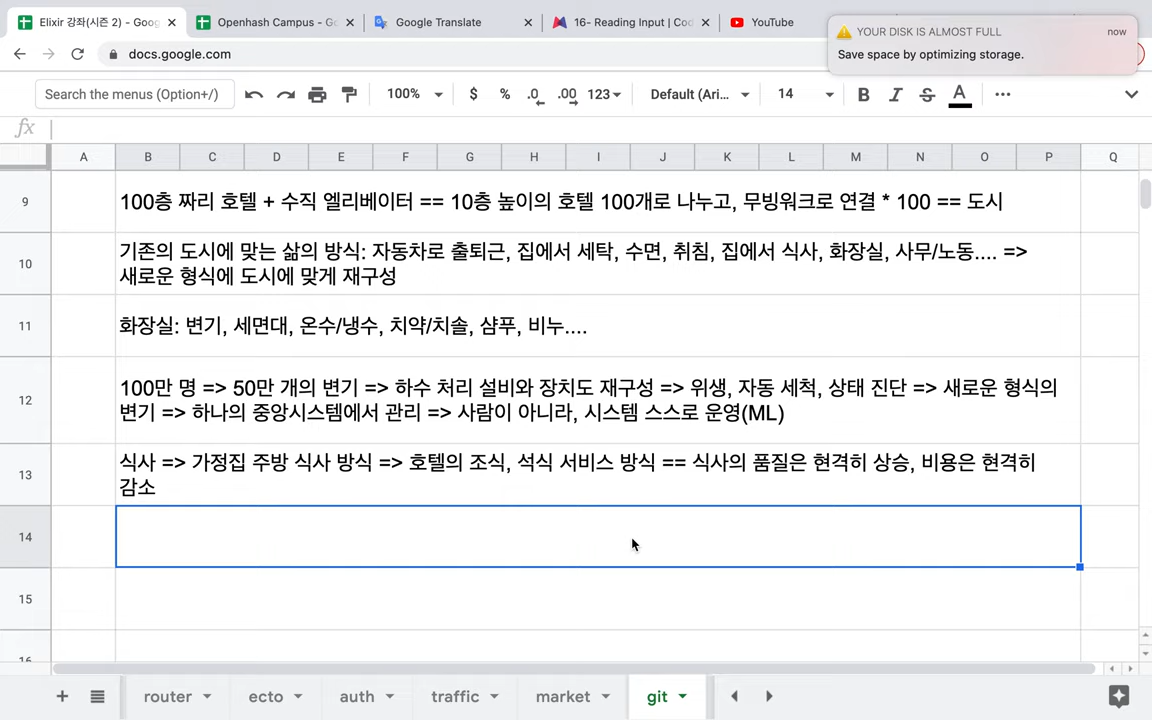 Elixir 강좌(시즌 2) - Goog
Openhash Campus - Go
Google Translate
16- Reading Input | Cod
YouTube
YOUR DISK IS ALMOST FULL
now
Save space by optimizing storage.
docs.google.com
Search the menus (Option+/)
100%
$
%
.0
.00
123
Default (Ari...
14
B
I
S
A
fx
A B C D E F G H I J K L M N O P Q
9
100층 짜리 호텔 + 수직 엘리베이터 == 10층 높이의 호텔 100개로 나누고, 무빙워크로 연결 * 100 == 도시
10
기존의 도시에 맞는 삶의 방식: 자동차로 출퇴근, 집에서 세탁, 수면, 취침, 집에서 식사, 화장실, 사무/노동.... =>
새로운 형식에 도시에 맞게 재구성
11
화장실: 변기, 세면대, 온수/냉수, 치약/치솔, 샴푸, 비누....
12
100만 명 => 50만 개의 변기 => 하수 처리 설비와 장치도 재구성 => 위생, 자동 세척, 상태 진단 => 새로운 형식의
변기 => 하나의 중앙시스템에서 관리 => 사람이 아니라, 시스템 스스로 운영(ML)
13
식사 => 가정집 주방 식사 방식 => 호텔의 조식, 석식 서비스 방식 == 식사의 품질은 현격히 상승, 비용은 현격히
감소
14
15
16
router
ecto
auth
traffic
market
git